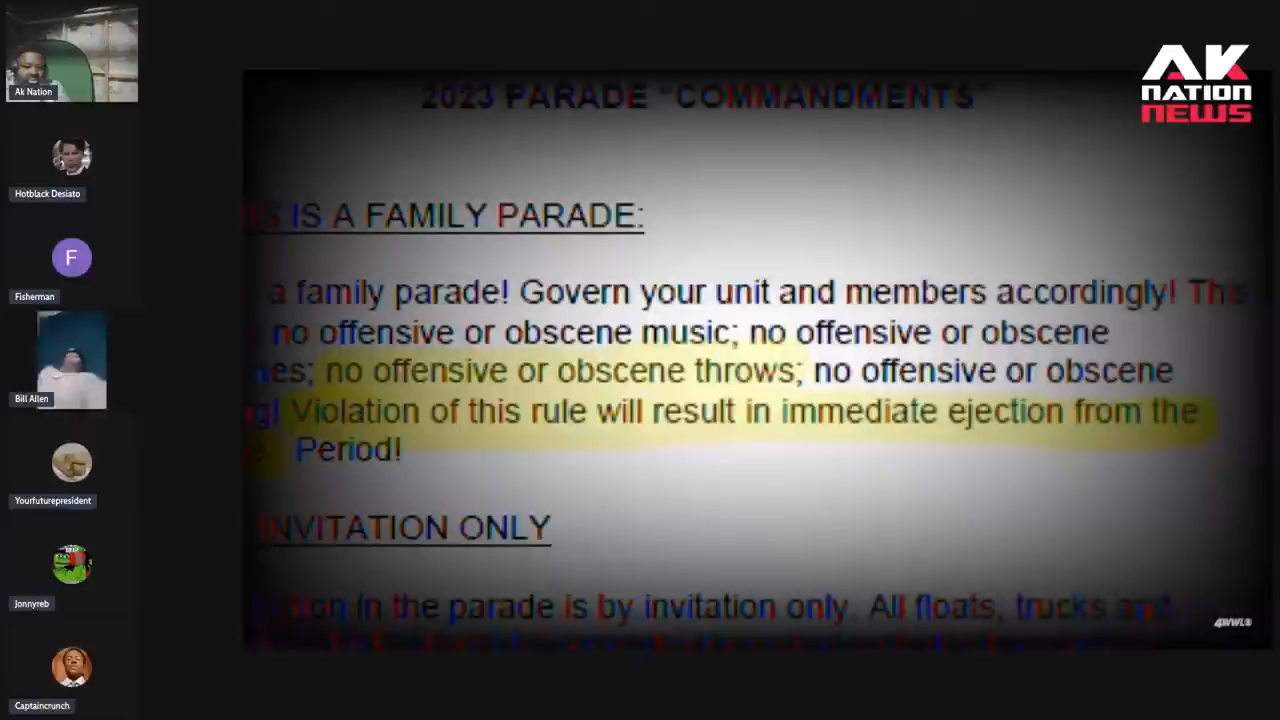 Ak Nation
Hotblack Desiato
F
Fisherman
Bill Allen
Yourfuturepresident
Jonnyreb
Captaincrunch
AK
NATION
NEWS
2023 PARADE "COMMANDMENTS"
IS A FAMILY PARADE:
a family parade! Govern your unit and members accordingly! This
no offensive or obscene music; no offensive or obscene
no offensive or obscene throws; no offensive or obscene
Violation of this rule will result in immediate ejection from the
Period!
INVITATION ONLY
in the parade is by invitation only. All floats, trucks and
4WWL